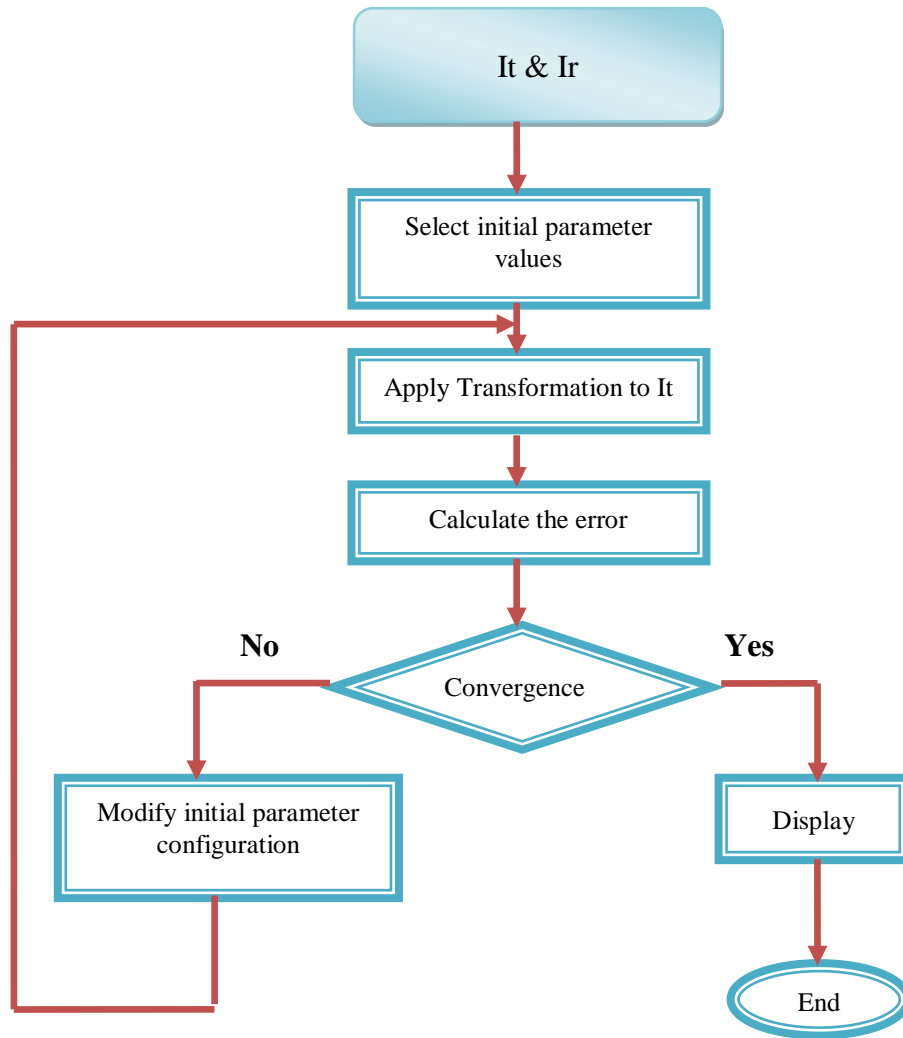 It & Ir
Select initial parameter
values
Apply Transformation to It
Calculate the error
No
Yes
Convergence
Modify initial parameter
configuration
Display
End